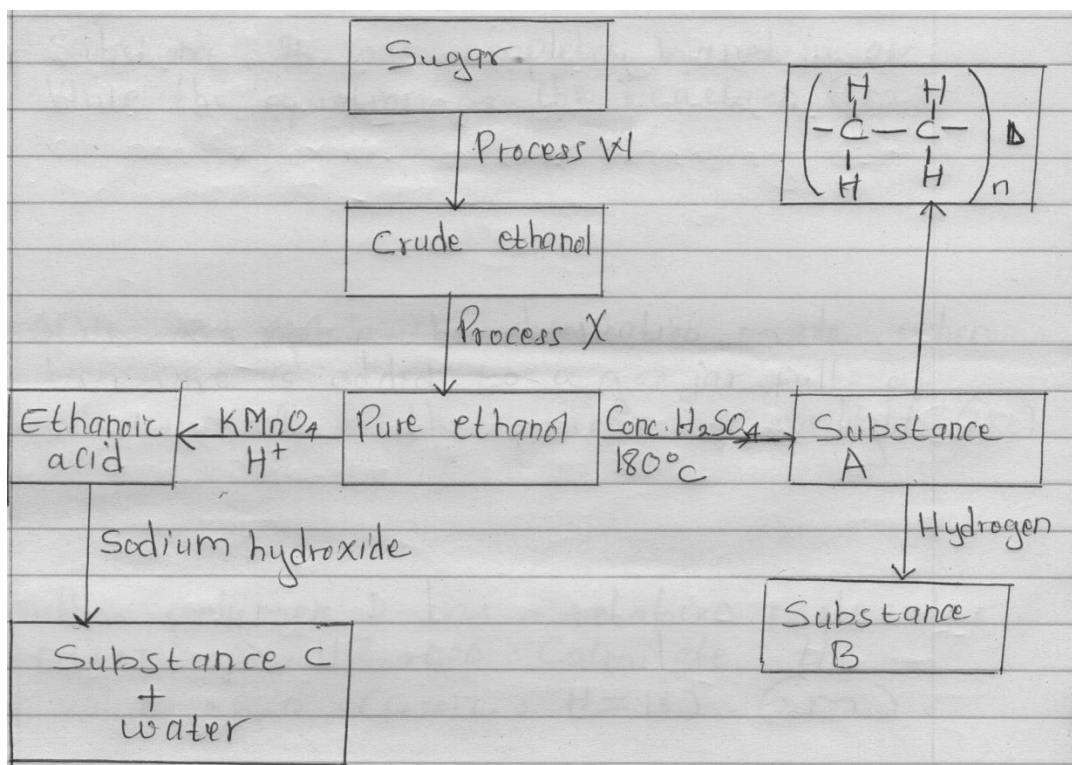 Sugar.
Process W
Crude ethanol
Process X
Ethanoic acid
KMnO4
H+
Pure ethanol
Conc. H2SO4
180°C
Substance
A
H H
-C-C-
H H
n
Sodium hydroxide
Hydrogen
Substance C
+
water
Substance
B